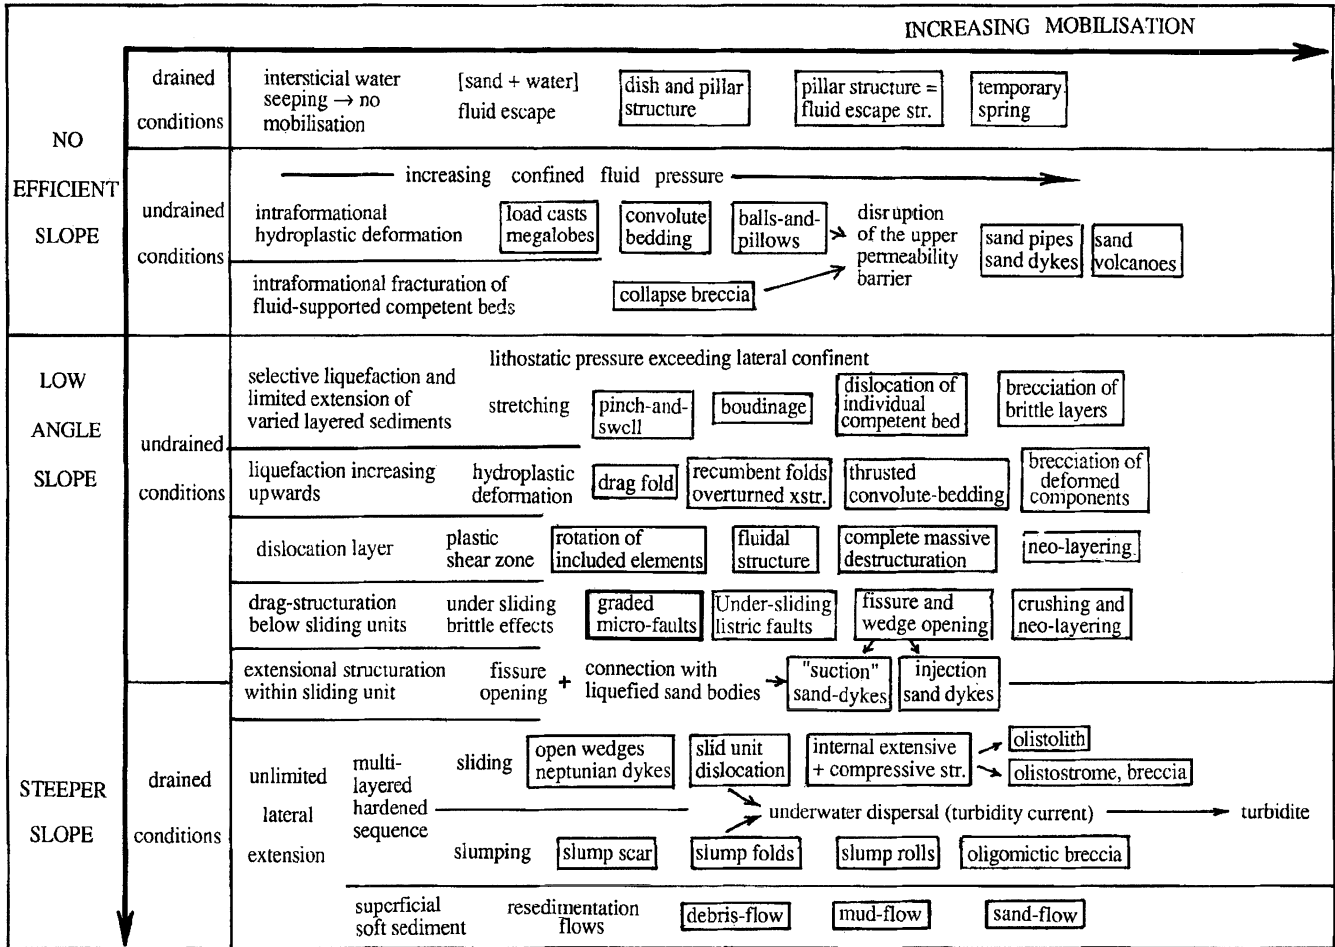 INCREASING MOBILISATION
NO
EFFICIENT
SLOPE
drained
conditions
intersticial water
seeping → no
mobilisation
[sand + water]
fluid escape
dish and pillar
structure
pillar structure =
fluid escape str.
temporary
spring
undrained
conditions
increasing confined fluid pressure
intraformational
hydroplastic deformation
load casts
megalobes
convolute
bedding
balls-and-
pillows
disruption
of the upper
permeability
barrier
sand pipes
sand dykes
sand
volcanoes
intraformational fracturation of
fluid-supported competent beds
collapse breccia
LOW
ANGLE
SLOPE
undrained
conditions
lithostatic pressure exceeding lateral confinent
selective liquefaction and
limited extension of
varied layered sediments
stretching
pinch-and-
swell
boudinage
dislocation of
individual
competent bed
brecciation of
brittle layers
liquefaction increasing
upwards
hydroplastic
deformation
drag fold
recumbent folds
overturned xstr.
thrusted
convolute-bedding
brecciation of
deformed
components
dislocation layer
plastic
shear zone
rotation of
included elements
fluidal
structure
complete massive
destructuration
neo-layering
drag-structuration
below sliding units
under sliding
brittle effects
graded
micro-faults
Under-sliding
listric faults
fissure and
wedge opening
crushing and
neo-layering
extensional structuration
within sliding unit
fissure
opening
+
connection with
liquefied sand bodies
"suction"
sand-dykes
injection
sand dykes
STEEPER
SLOPE
drained
conditions
unlimited
lateral
extension
multi-
layered
hardened
sequence
sliding
open wedges
neptunian dykes
slid unit
dislocation
internal extensive
+ compressive str.
olistolith
olistostrome, breccia
underwater dispersal (turbidity current)
turbidite
slumping
slump scar
slump folds
slump rolls
oligomictic breccia
superficial
soft sediment
resedimentation
flows
debris-flow
mud-flow
sand-flow